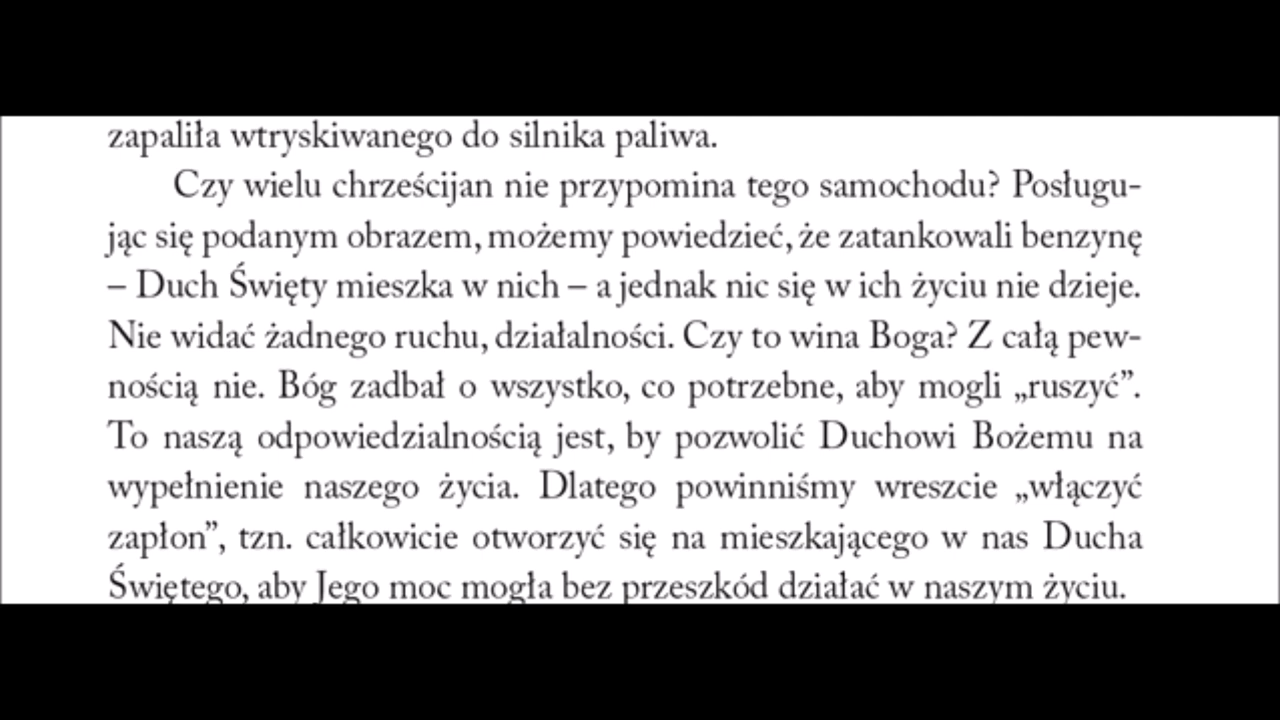 zapaliła wtryskiwanego do silnika paliwa.
Czy wielu chrześcijan nie przypomina tego samochodu? Posługu-
jąc się podanym obrazem, możemy powiedzieć, że zatankowali benzynę
– Duch Święty mieszka w nich – a jednak nic się w ich życiu nie dzieje.
Nie widać żadnego ruchu, działalności. Czy to wina Boga? Z całą pew-
nością nie. Bóg zadbał o wszystko, co potrzebne, aby mogli „ruszyć”.
To naszą odpowiedzialnością jest, by pozwolić Duchowi Bożemu na
wypełnienie naszego życia. Dlatego powinniśmy wreszcie „włączyć
zapłon”, tzn. całkowicie otworzyć się na mieszkającego w nas Ducha
Świętego, aby Jego moc mogła bez przeszkód działać w naszym życiu.